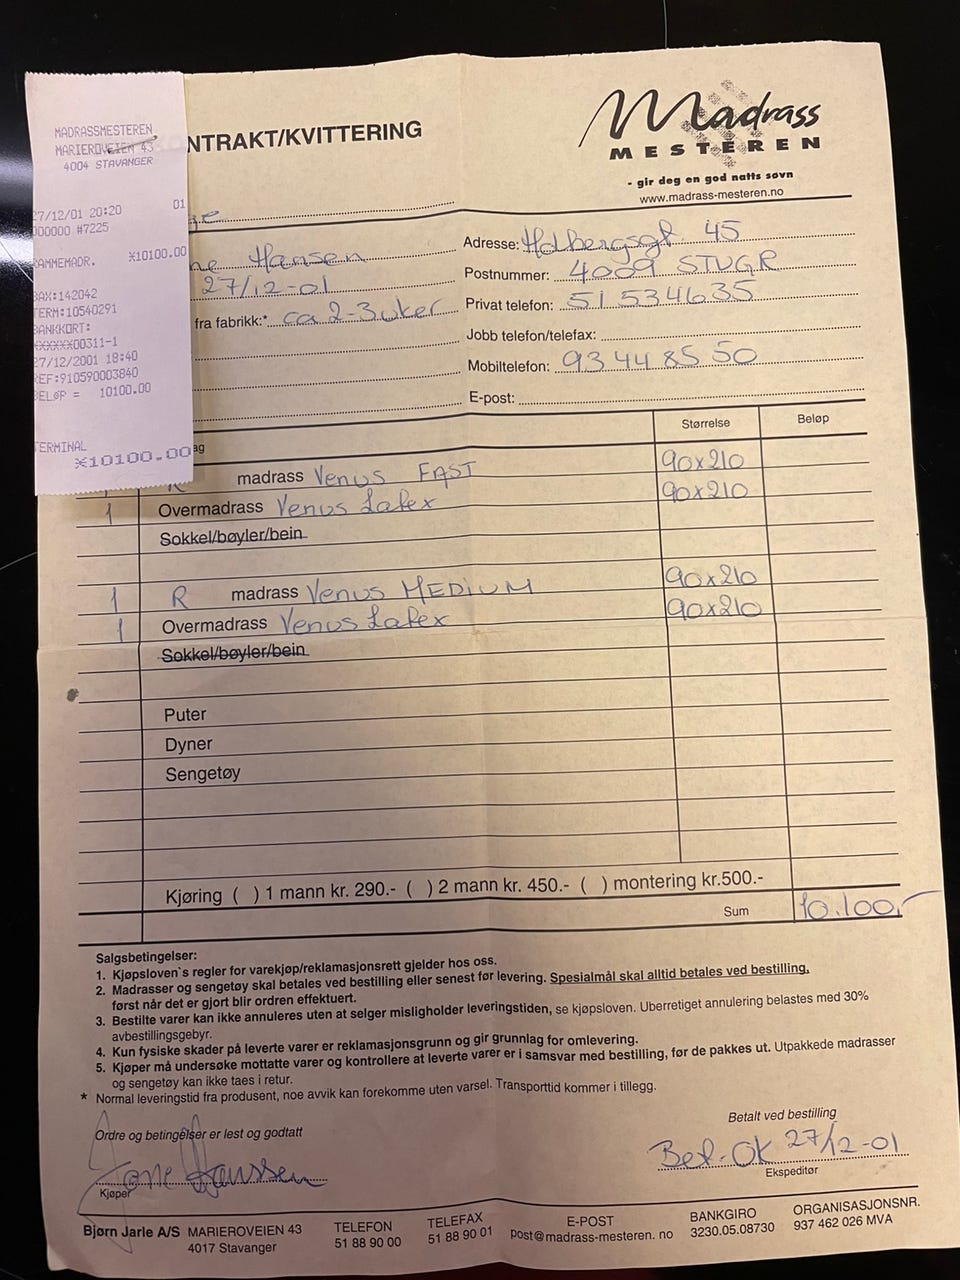 MADRASSMESTEREN
MARIEROVEIEN 43
4004 STAVANGER
27/12/01 20:20 01
000000 #7225
RAMMEMADR. ¤10100.00
BAX:142042
TERM:10540291
BANKKORT:
00311-1
27/12/2001 18:40
REF:910590003840
BELØP = 10100.00
TERMINAL
¤10100.00
NTRAKT/KVITTERING
Madrass
MESTEREN
- gir deg en god natts søvn
www.madrass-mesteren.no
ne Hansen
27/12-01
fra fabrikk:* ca 2-3 uker
Adresse: Holbergsgt 45
Postnummer: 4009 STVGR
Privat telefon: 51 534635
Jobb telefon/telefax:
Mobiltelefon: 93 44 85 50
E-post:
ag Størrelse Beløp
R madrass Venus FAST 90x210
1 Overmadrass Venus Latex 90x210
Sokkel/bøyler/bein
1 R madrass Venus MEDIUM 90x210
1 Overmadrass Venus Latex 90x210
Sokkel/bøyler/bein
Puter
Dyner
Sengetøy
Kjøring ( ) 1 mann kr. 290.- ( ) 2 mann kr. 450.- ( ) montering kr.500.-
Sum 10.100,-
Salgsbetingelser:
1. Kjøpsloven`s regler for varekjøp/reklamasjonsrett gjelder hos oss.
2. Madrasser og sengetøy skal betales ved bestilling eller senest før levering. Spesialmål skal alltid betales ved bestilling,
først når det er gjort blir ordren effektuert.
3. Bestilte varer kan ikke annuleres uten at selger misligholder leveringstiden, se kjøpsloven. Uberretiget annulering belastes med 30%
avbestillingsgebyr.
4. Kun fysiske skader på leverte varer er reklamasjonsgrunn og gir grunnlag for omlevering.
5. Kjøper må undersøke mottatte varer og kontrollere at leverte varer er i samsvar med bestilling, før de pakkes ut. Utpakkede madrasser
og sengetøy kan ikke taes i retur.
* Normal leveringstid fra produsent, noe avvik kan forekomme uten varsel. Transporttid kommer i tillegg.
Ordre og betingelser er lest og godtatt
Betalt ved bestilling
Bet. OK 27/12-01
Kjøper
Ekspeditør
Bjørn Jarle A/S MARIEROVEIEN 43 TELEFON TELEFAX E-POST BANKGIRO ORGANISASJONSNR.
4017 Stavanger 51 88 90 00 51 88 90 01 post@madrass-mesteren. no 3230.05.08730 937 462 026 MVA